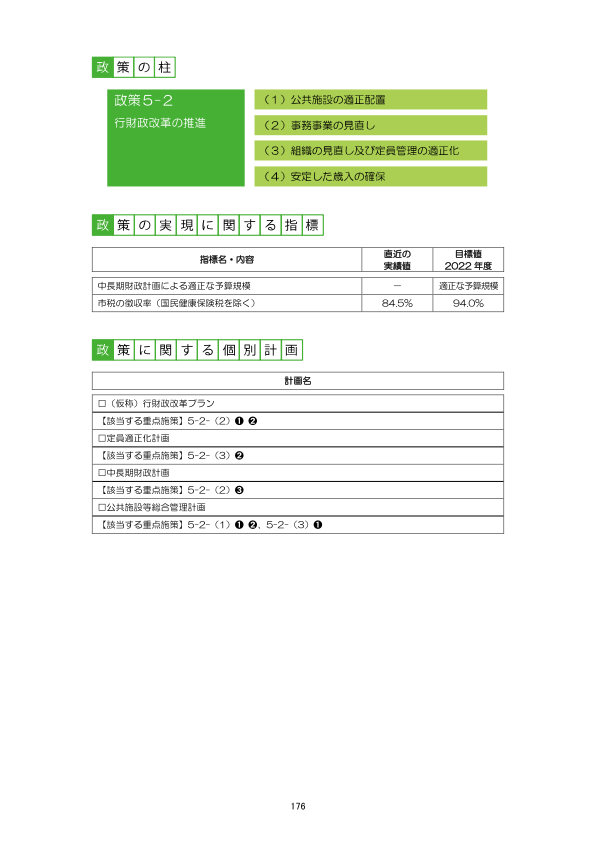 政策の柱
政策５-２
行財政改革の推進
（１）公共施設の適正配置
（２）事務事業の見直し
（３）組織の見直し及び定員管理の適正化
（４）安定した歳入の確保
政策の実現に関する指標
指標名・内容 直近の実績値 目標値2022年度
中長期財政計画による適正な予算規模 － 適正な予算規模
市税の徴収率（国民健康保険税を除く） 84.5% 94.0%
政策に関する個別計画
計画名
□（仮称）行財政改革プラン
【該当する重点施策】5-2-（2）❶ ❷
□定員適正化計画
【該当する重点施策】5-2-（3）❷
□中長期財政計画
【該当する重点施策】5-2-（2）❸
□公共施設等総合管理計画
【該当する重点施策】5-2-（1）❶ ❷、5-2-（3）❶
176